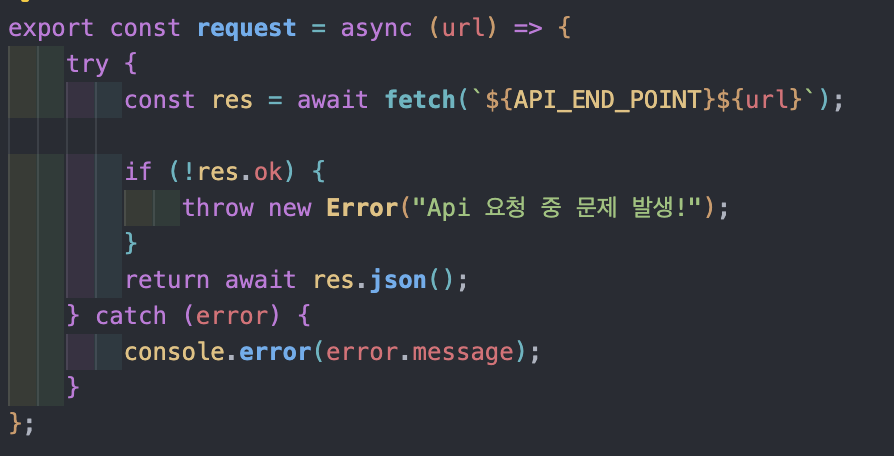 export const request = async (url) => {
try {
const res = await fetch(`${API_END_POINT}${url}`);
if (!res.ok) {
throw new Error("Api 요청 중 문제 발생!");
}
return await res.json();
} catch (error) {
console.error(error.message);
}
};